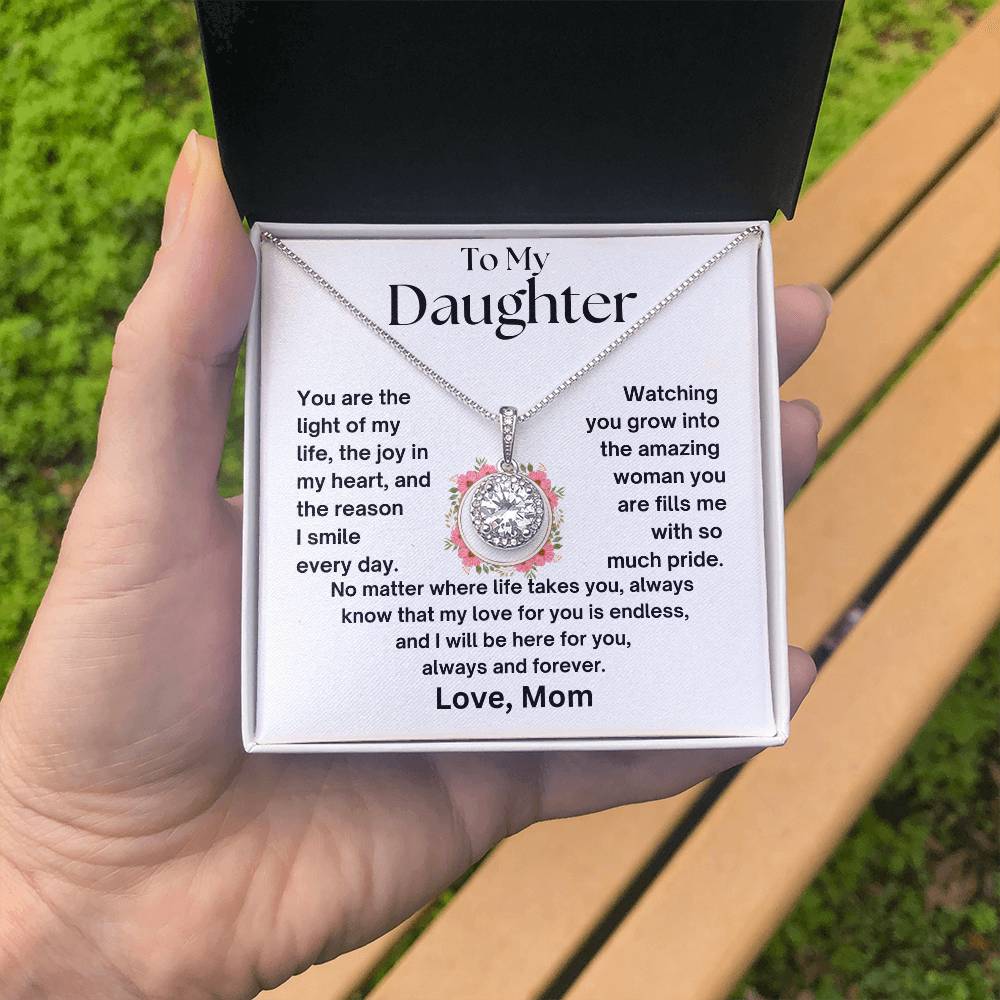 To My
Daughter
You are the
light of my
life, the joy in
my heart, and
the reason
I smile
every day.
Watching
you grow into
the amazing
woman you
are fills me
with so
much pride.
No matter where life takes you, always
know that my love for you is endless,
and I will be here for you,
always and forever.
Love, Mom